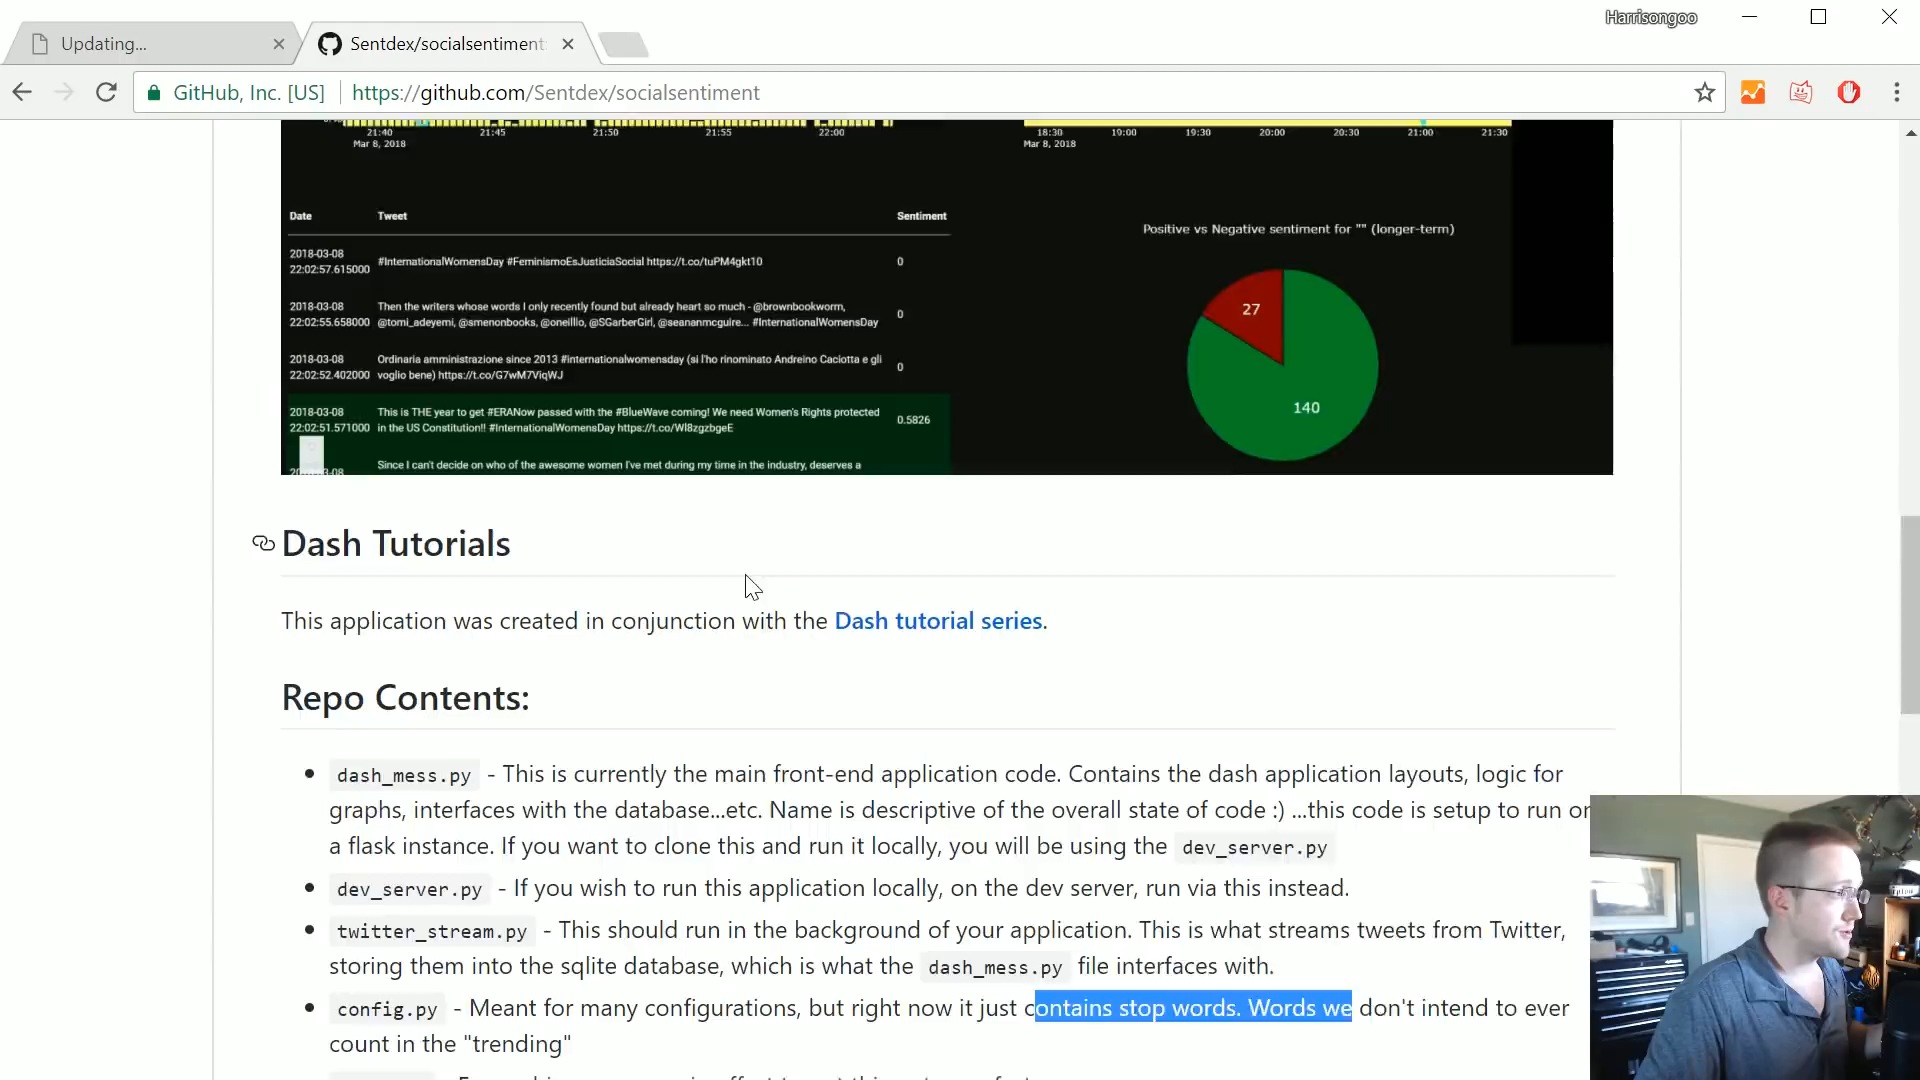 Harrisongoo
Updating...
Sentdex/socialsentiment
GitHub, Inc. [US]
https://github.com/Sentdex/socialsentiment
21:40 21:45 21:50 21:55 22:00
Mar 8, 2018
18:30 19:00 19:30 20:00 20:30 21:00 21:30
Mar 8, 2018
Date Tweet Sentiment
2018-03-08
22:02:57.615000
#InternationalWomensDay #FeminismoEsJusticiaSocial https://t.co/tuPM4gkt10
0
2018-03-08
22:02:55.658000
Then the writers whose words I only recently found but already heart so much - @brownbookworm,
@tomi_adeyemi, @smenonbooks, @oneillo, @SGarberGirl, @seananmcguire... #InternationalWomensDay
0
2018-03-08
22:02:52.402000
Ordinaria amministrazione since 2013 #internationalwomensday (si l'ho rinominato Andreino Caciotta e gli
voglio bene) https://t.co/G7wM7ViqWJ
0
2018-03-08
22:02:51.571000
This is THE year to get #ERANow passed with the #BlueWave coming! We need Women's Rights protected
in the US Constitution!! #InternationalWomensDay https://t.co/Wl8zgzbgeE
0.5826
Since I can't decide on who of the awesome women I've met during my time in the industry, deserves a
Positive vs Negative sentiment for "" (longer-term)
27
140
Dash Tutorials
This application was created in conjunction with the Dash tutorial series.
Repo Contents:
dash_mess.py - This is currently the main front-end application code. Contains the dash application layouts, logic for
graphs, interfaces with the database...etc. Name is descriptive of the overall state of code :) ...this code is setup to run on
a flask instance. If you want to clone this and run it locally, you will be using the dev_server.py
dev_server.py - If you wish to run this application locally, on the dev server, run via this instead.
twitter_stream.py - This should run in the background of your application. This is what streams tweets from Twitter,
storing them into the sqlite database, which is what the dash_mess.py file interfaces with.
config.py - Meant for many configurations, but right now it just contains stop words. Words we don't intend to ever
count in the "trending"